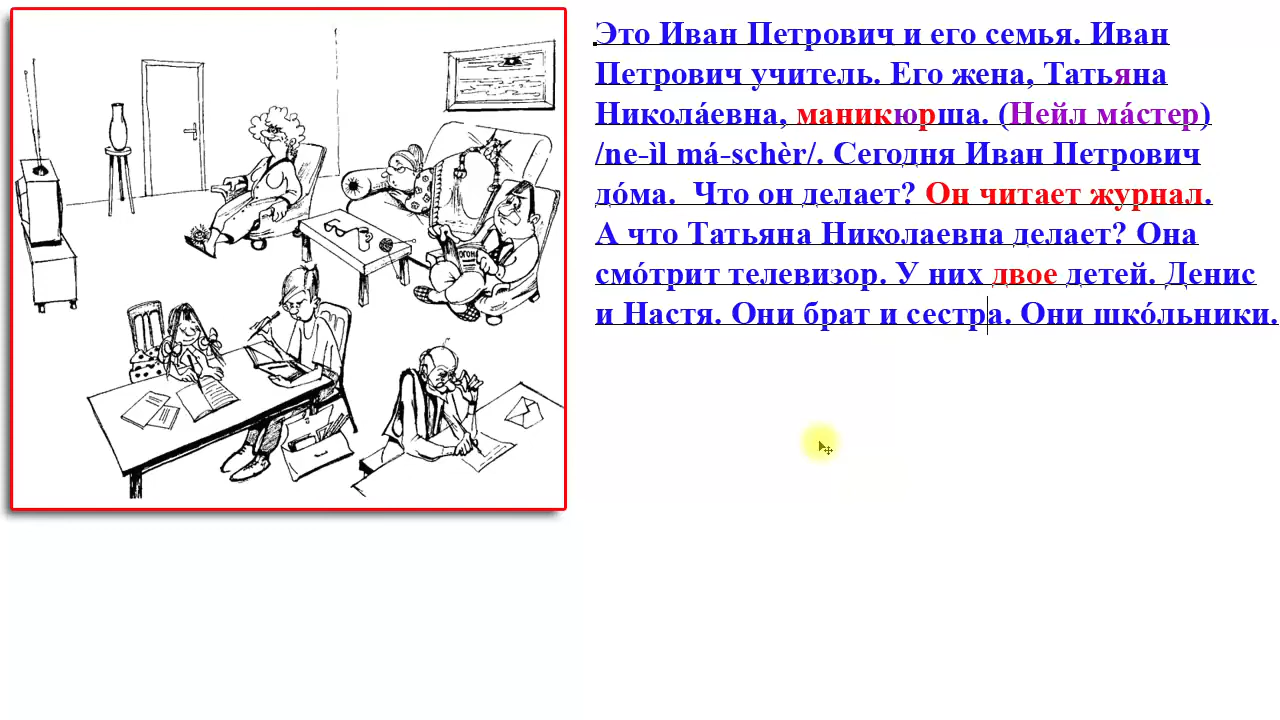 Это Иван Петрович и его семья. Иван
Петрович учитель. Его жена, Татьяна
Никола́евна, маникюрша. (Нейл ма́стер)
/ne-ìl má-schèr/. Сегодня Иван Петрович
до́ма.  Что он делает? Он читает журнал.
А что Татьяна Николаевна делает? Она
смо́трит телевизор. У них двое детей. Денис
и Настя. Они брат и сестра. Они шко́льники.